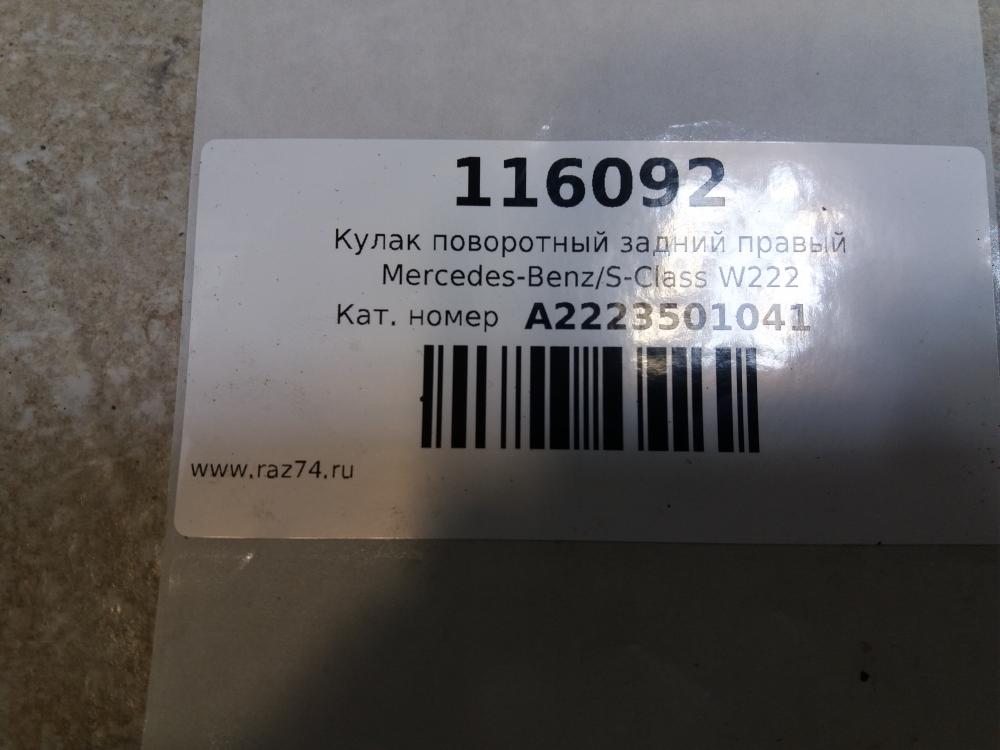 116092
Кулак поворотный задний правый
Mercedes-Benz/S-Class W222
Кат. номер A2223501041
www.raz74.ru